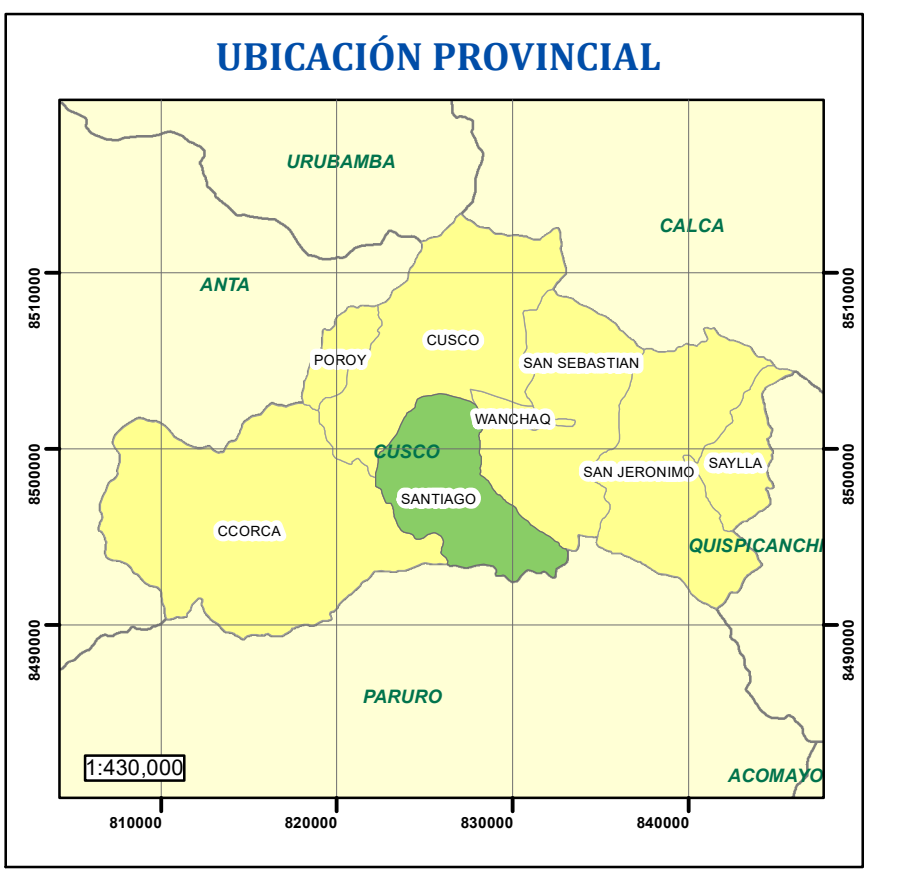 UBICACIÓN PROVINCIAL
URUBAMBA
CALCA
ANTA
8510000
8510000
CUSCO
POROY
SAN SEBASTIAN
WANCHAQ
CUSCO
8500000
8500000
SAYLLA
SAN JERONIMO
SANTIAGO
CCORCA
QUISPICANCHI
8490000
8490000
PARURO
1:430,000
ACOMAYO
810000
820000
830000
840000